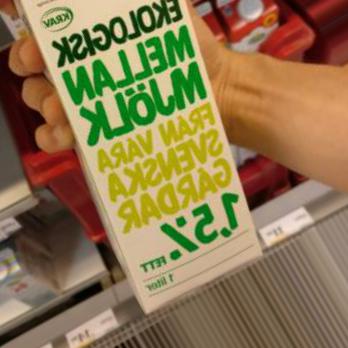 KRAV
EKOLOGISK
MELLAN
MJÖLK
FRÅN VÅRA
SVENSKA
GÅRDAR
1,5%
FETT
1 liter